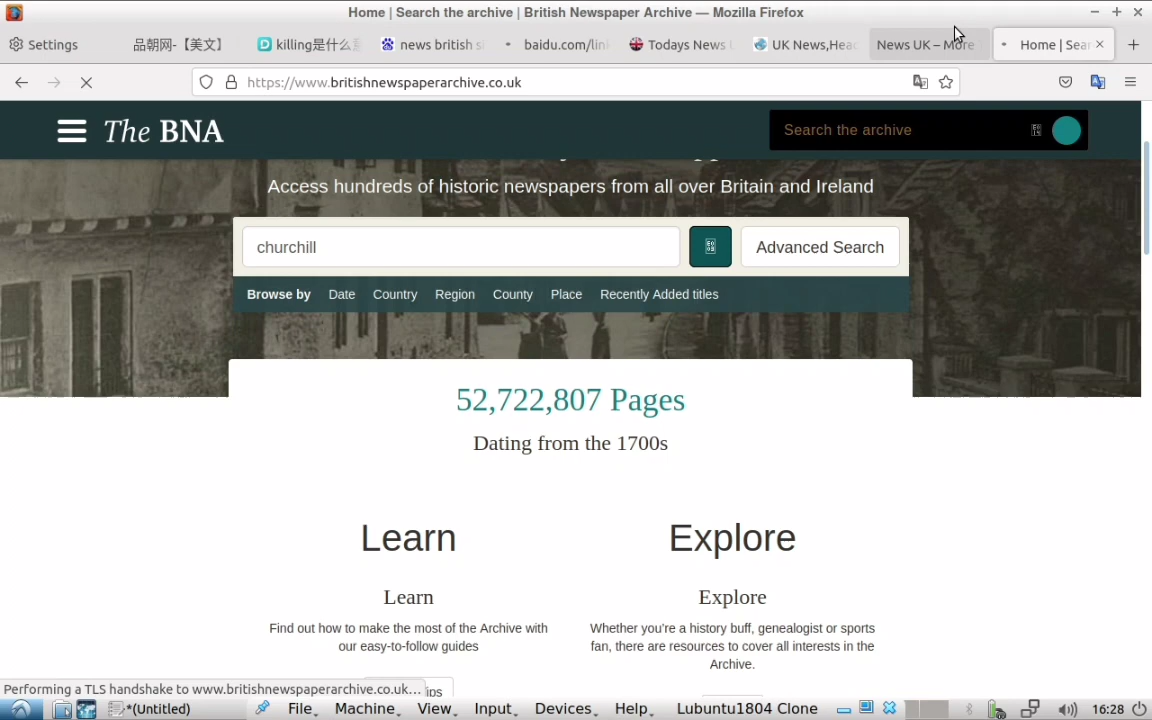 Home | Search the archive | British Newspaper Archive — Mozilla Firefox
Settings
品朝网-【美文】
killing是什么意
news british s
baidu.com/lin
Todays News
UK News,Hea
News UK – More
Home | Sear
https://www.britishnewspaperarchive.co.uk
The BNA
Search the archive
Access hundreds of historic newspapers from all over Britain and Ireland
churchill
Advanced Search
Browse by Date Country Region County Place Recently Added titles
52,722,807 Pages
Dating from the 1700s
Learn
Explore
Learn
Explore
Find out how to make the most of the Archive with
our easy-to-follow guides
Whether you're a history buff, genealogist or sports
fan, there are resources to cover all interests in the
Archive.
Performing a TLS handshake to www.britishnewspaperarchive.co.uk…
ips
*(Untitled)
File Machine View Input Devices Help
Lubuntu1804 Clone
16:28